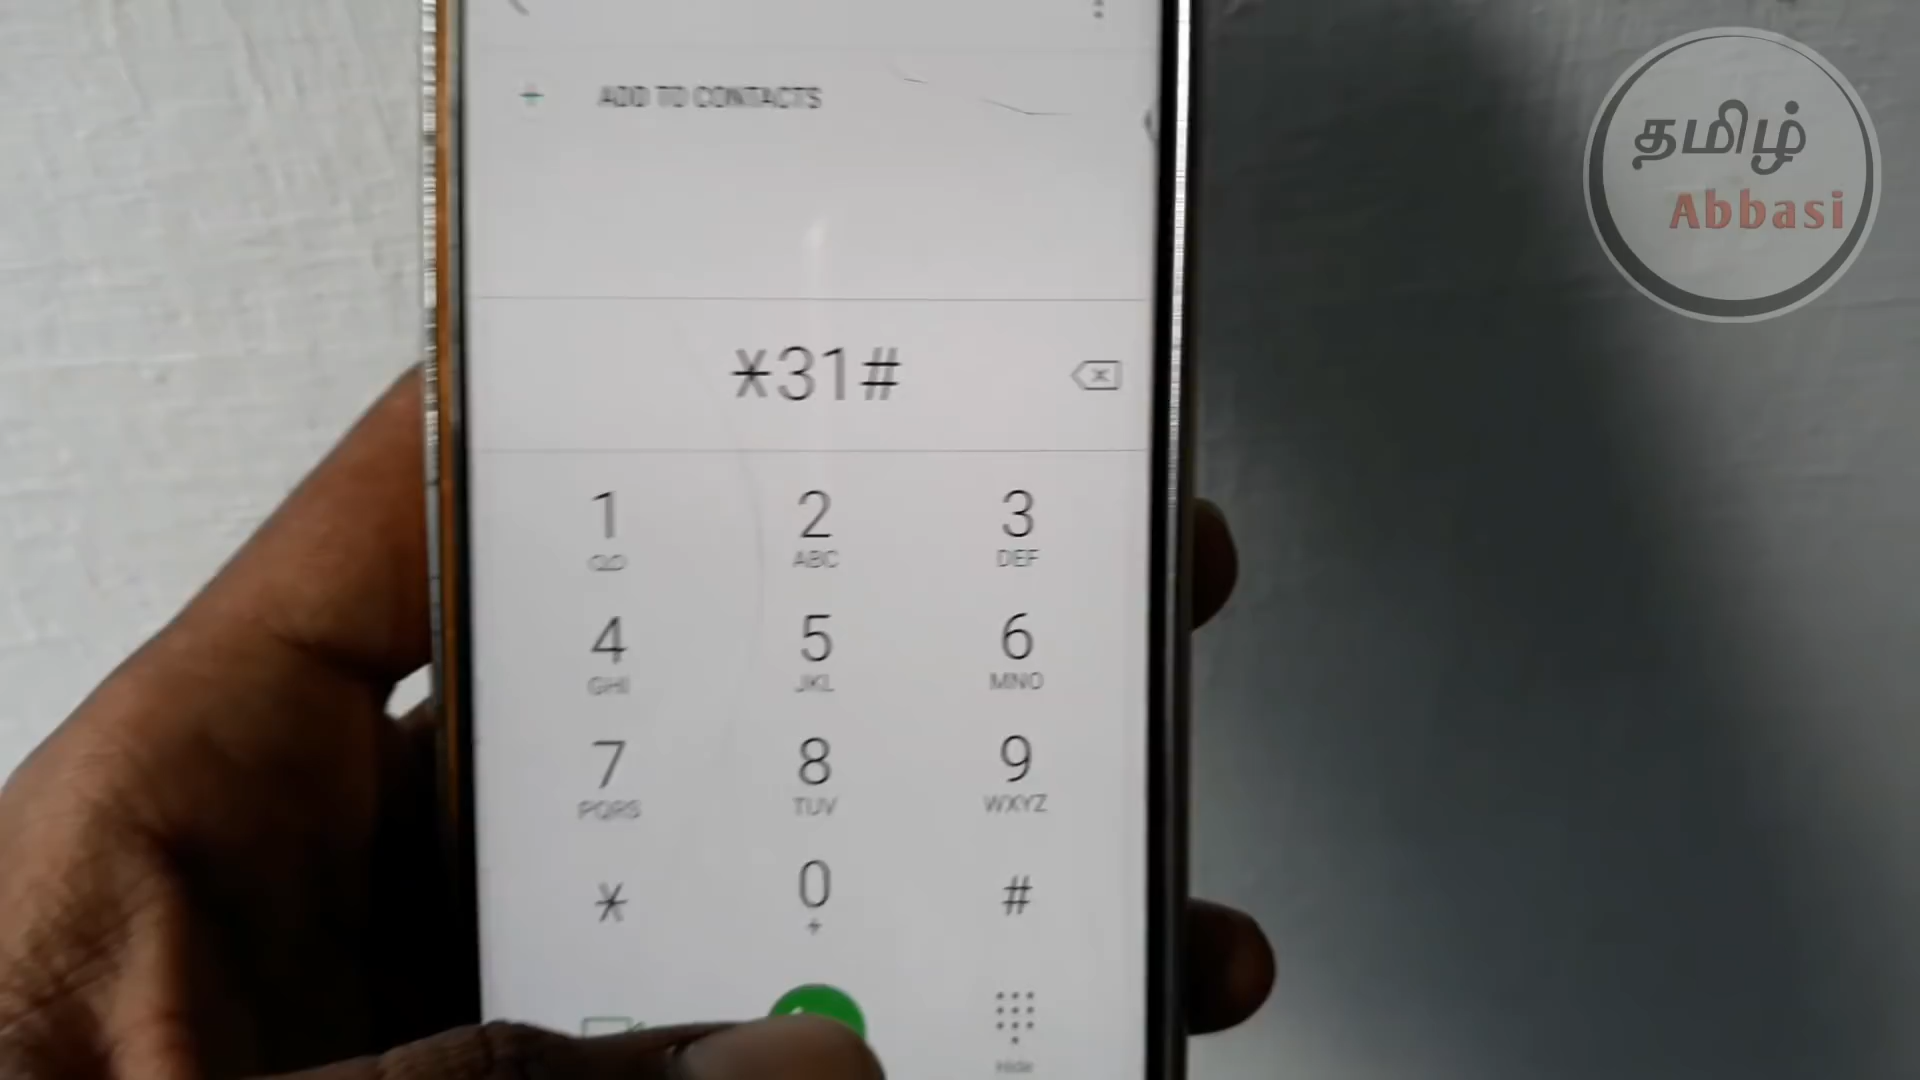 தமிழ்
Abbasi
+ ADD TO CONTACTS
*31#
1 2 3
ABC DEF
4 5 6
GHI JKL MNO
7 8 9
PQRS TUV WXYZ
* 0 #
+
Hide